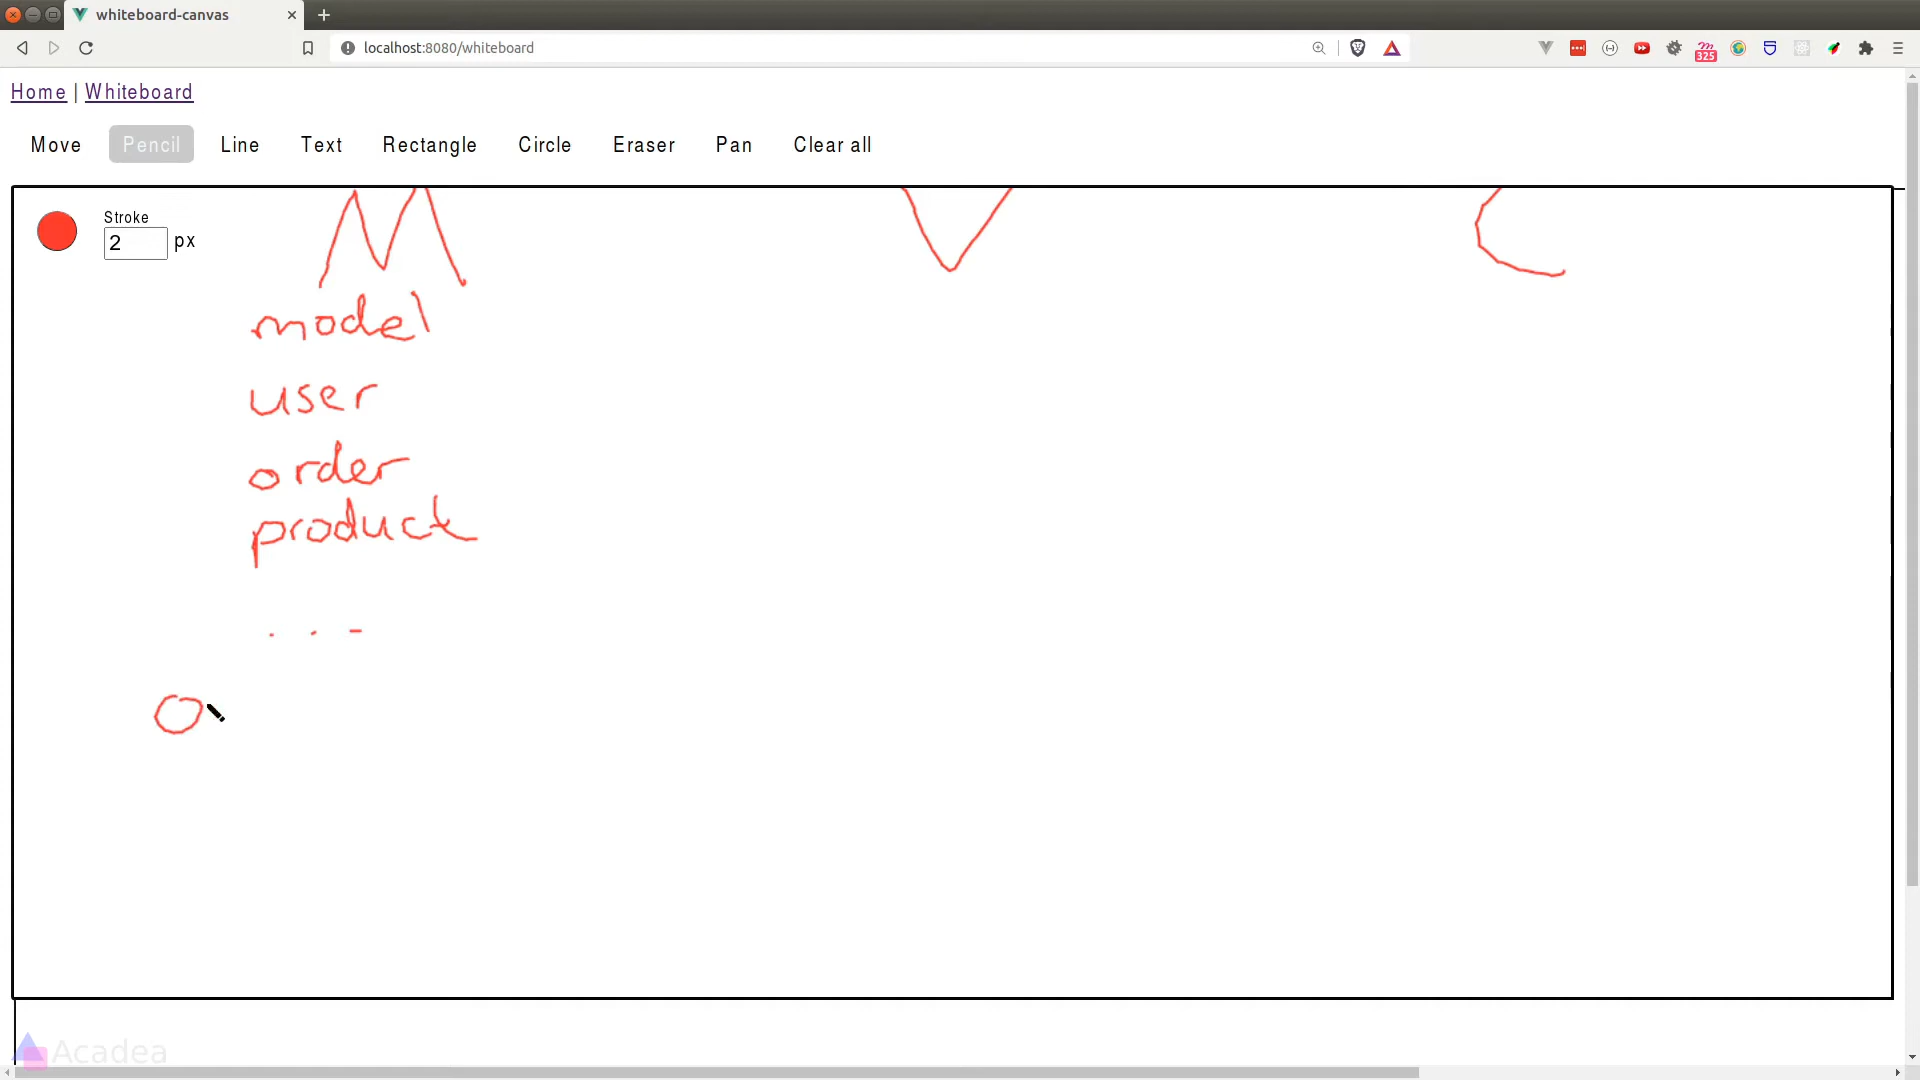 whiteboard-canvas
localhost:8080/whiteboard
325
Home | Whiteboard
Move Pencil Line Text Rectangle Circle Eraser Pan Clear all
Stroke
2 px
M V C
model
user
order
product
. . -
O
Acadea